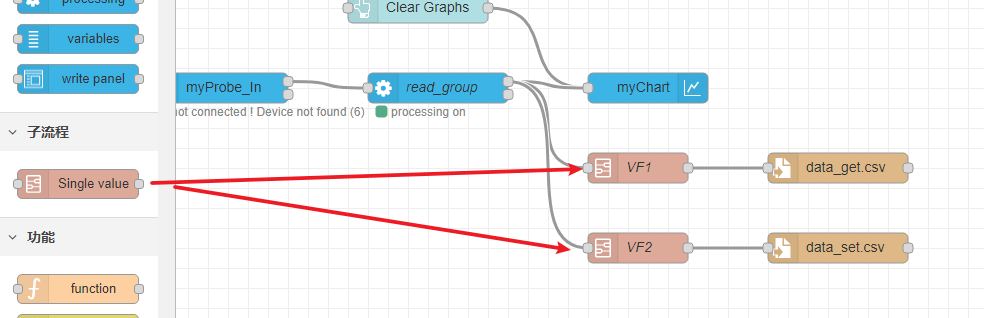 processing
Clear Graphs
variables
write panel
myProbe_In
read_group
myChart
not connected ! Device not found (6)
processing on
子流程
Single value
VF1
data_get.csv
功能
VF2
data_set.csv
function